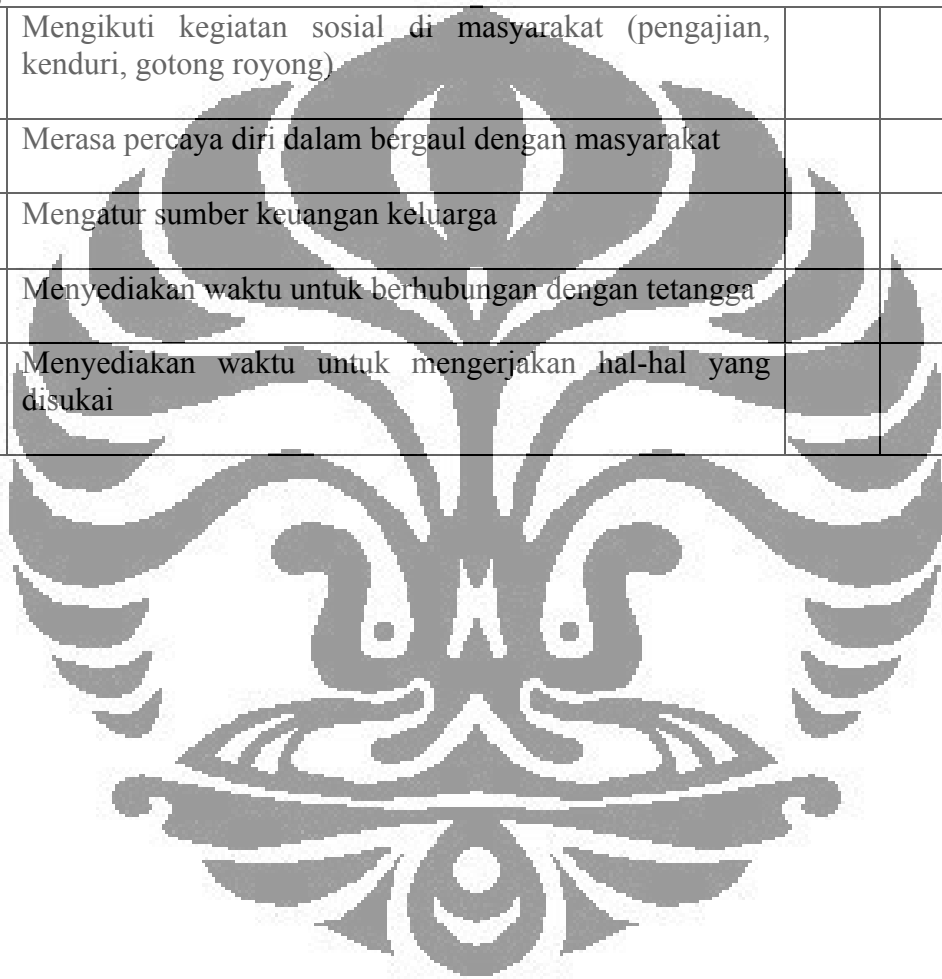 Mengikuti kegiatan sosial di masyarakat (pengajian,
kenduri, gotong royong)
Merasa percaya diri dalam bergaul dengan masyarakat
Mengatur sumber keuangan keluarga
Menyediakan waktu untuk berhubungan dengan tetangga
Menyediakan waktu untuk mengerjakan hal-hal yang
disukai